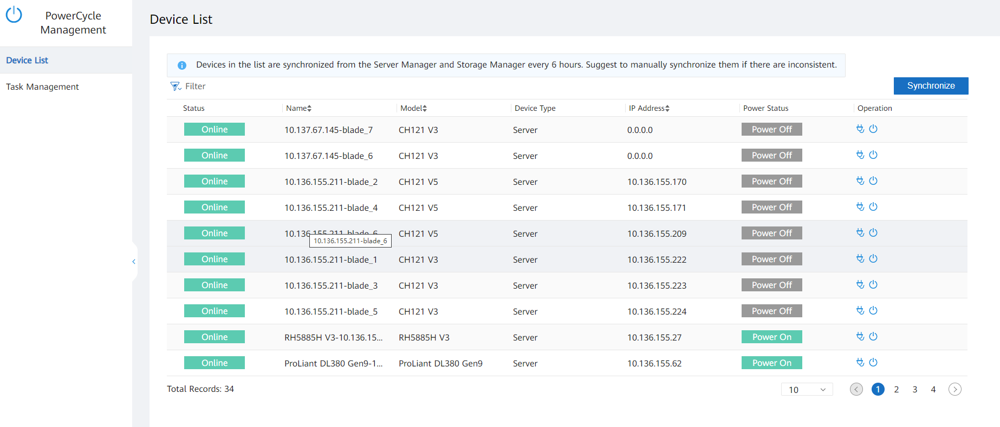 PowerCycle
Management
Device List
Task Management
Device List
Devices in the list are synchronized from the Server Manager and Storage Manager every 6 hours. Suggest to manually synchronize them if there are inconsistent.
Filter
Synchronize
Status Name Model Device Type IP Address Power Status Operation
Online 10.137.67.145-blade_7 CH121 V3 Server 0.0.0.0 Power Off
Online 10.137.67.145-blade_6 CH121 V3 Server 0.0.0.0 Power Off
Online 10.136.155.211-blade_2 CH121 V5 Server 10.136.155.170 Power Off
Online 10.136.155.211-blade_4 CH121 V5 Server 10.136.155.171 Power Off
Online 10.136.155.211-blade_6 CH121 V5 Server 10.136.155.209 Power Off
10.136.155.211-blade_6
Online 10.136.155.211-blade_1 CH121 V3 Server 10.136.155.222 Power Off
Online 10.136.155.211-blade_3 CH121 V3 Server 10.136.155.223 Power Off
Online 10.136.155.211-blade_5 CH121 V3 Server 10.136.155.224 Power Off
Online RH5885H V3-10.136.15... RH5885H V3 Server 10.136.155.27 Power On
Online ProLiant DL380 Gen9-1... ProLiant DL380 Gen9 Server 10.136.155.62 Power On
Total Records: 34
10 1 2 3 4